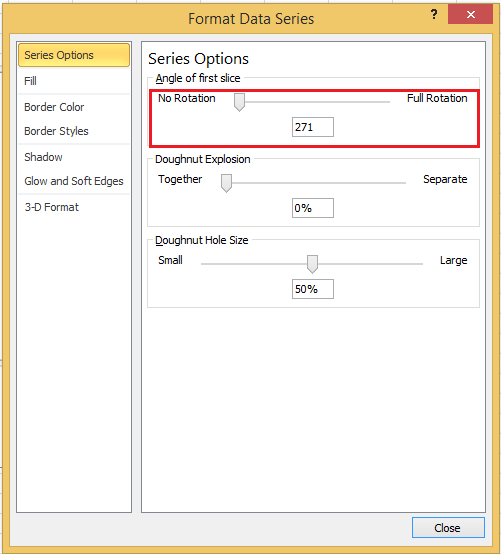 Format Data Series
?
Series Options
Fill
Border Color
Border Styles
Shadow
Glow and Soft Edges
3-D Format
Series Options
Angle of first slice
No Rotation Full Rotation
271
Doughnut Explosion
Together Separate
0%
Doughnut Hole Size
Small Large
50%
Close